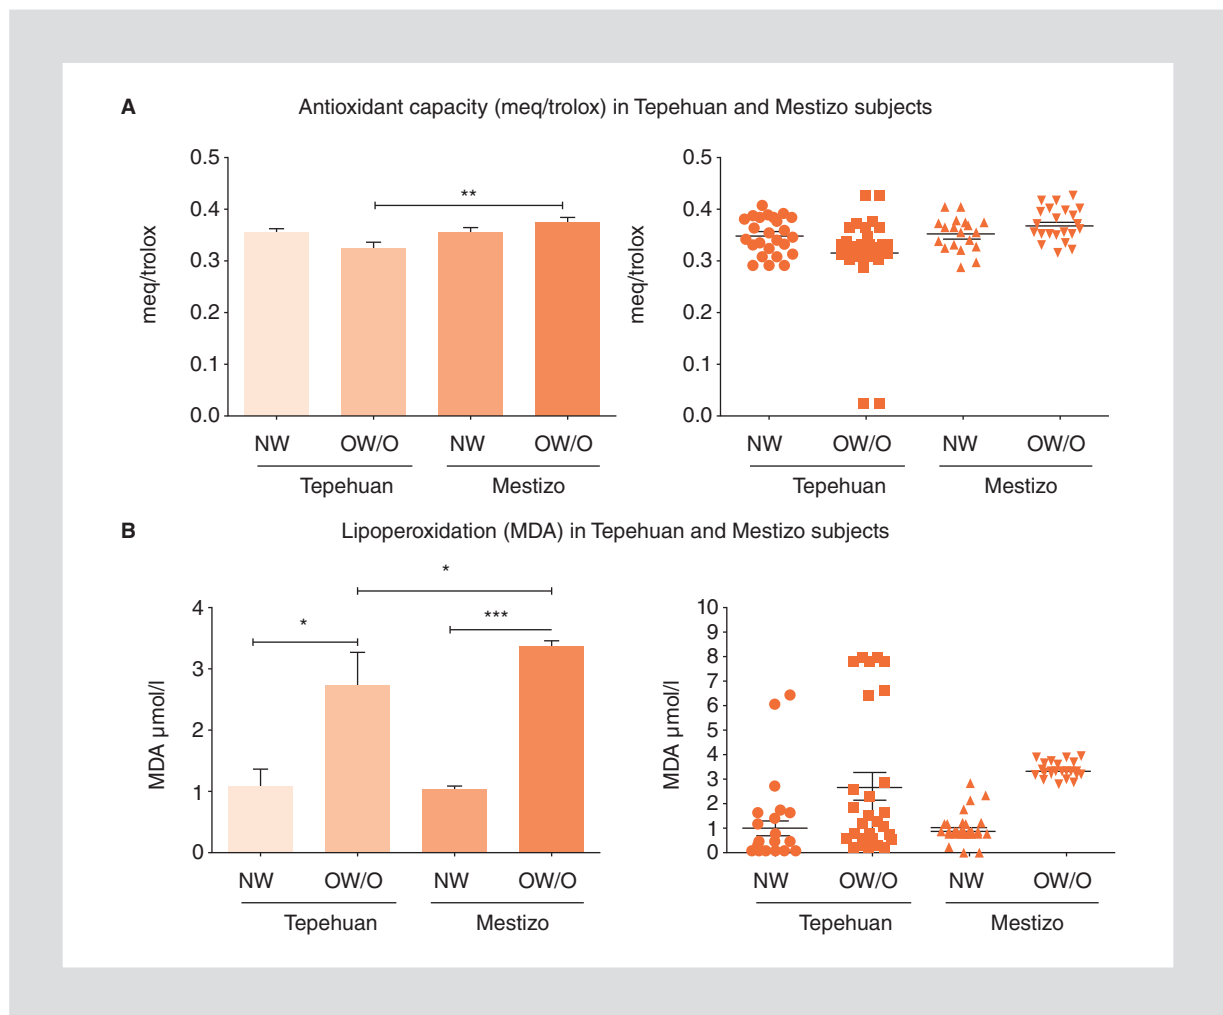 A
Antioxidant capacity (meq/trolox) in Tepehuan and Mestizo subjects
meq/trolox
0.5
0.4
0.3
0.2
0.1
0.0
**
NW OW/O NW OW/O
Tepehuan Mestizo
meq/trolox
0.5
0.4
0.3
0.2
0.1
0.0
NW OW/O NW OW/O
Tepehuan Mestizo
B
Lipoperoxidation (MDA) in Tepehuan and Mestizo subjects
MDA µmol/l
4
3
2
1
0
*
*
***
NW OW/O NW OW/O
Tepehuan Mestizo
MDA µmol/l
10
9
8
7
6
5
4
3
2
1
0
NW OW/O NW OW/O
Tepehuan Mestizo